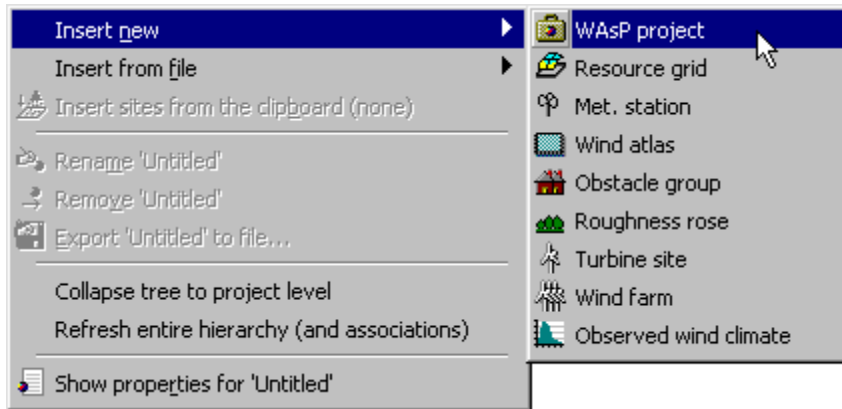 Insert new
Insert from file
Insert sites from the clipboard (none)
Rename 'Untitled'
Remove 'Untitled'
Export 'Untitled' to file...
Collapse tree to project level
Refresh entire hierarchy (and associations)
Show properties for 'Untitled'
WAsP project
Resource grid
Met. station
Wind atlas
Obstacle group
Roughness rose
Turbine site
Wind farm
Observed wind climate